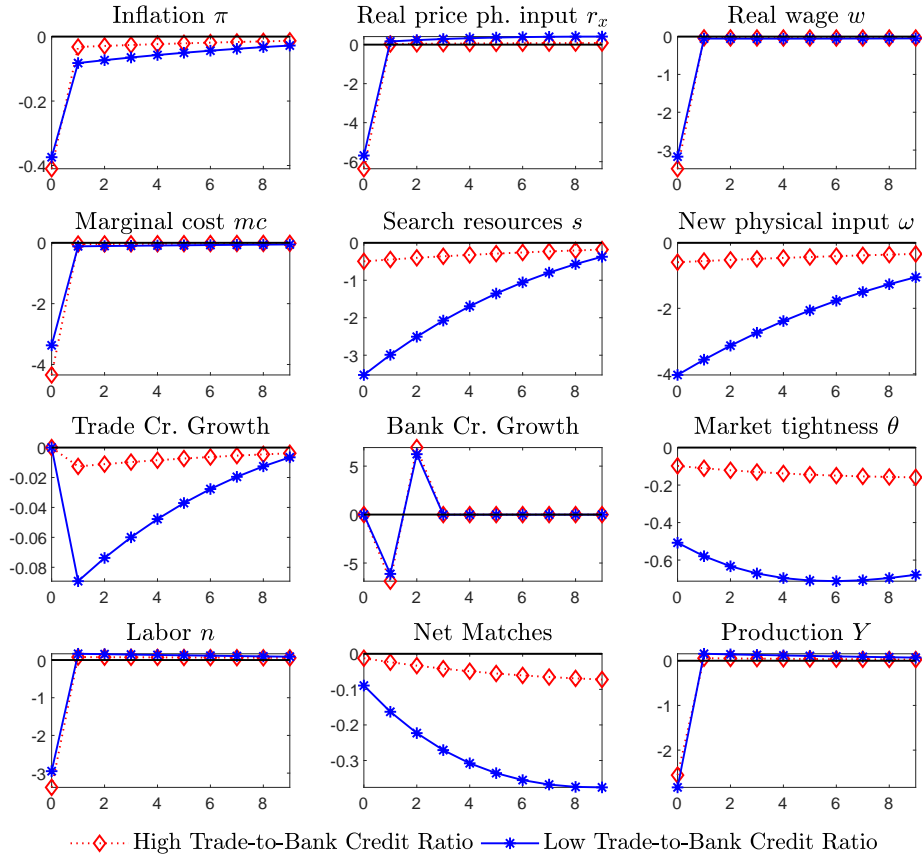 Inflation π Real price ph. input r_x Real wage w
0 6 0
-0.2 4 -1
-0.4 2 -2
0 -3
-2
-4
-6
0 2 4 6 8 0 2 4 6 8 0 2 4 6 8
Marginal cost mc Search resources s New physical input ω
0 0 0
-2 -1 -2
-4 -2 -4
-3
0 2 4 6 8 0 2 4 6 8 0 2 4 6 8
Trade Cr. Growth Bank Cr. Growth Market tightness θ
0 5 0
-0.02 0 -0.2
-0.04 -5 -0.4
-0.06 -0.6
-0.08
0 2 4 6 8 0 2 4 6 8 0 2 4 6 8
Labor n Net Matches Production Y
0 0 0
-1 -0.1 -1
-2 -0.2 -2
-3 -0.3
0 2 4 6 8 0 2 4 6 8 0 2 4 6 8
High Trade-to-Bank Credit Ratio Low Trade-to-Bank Credit Ratio